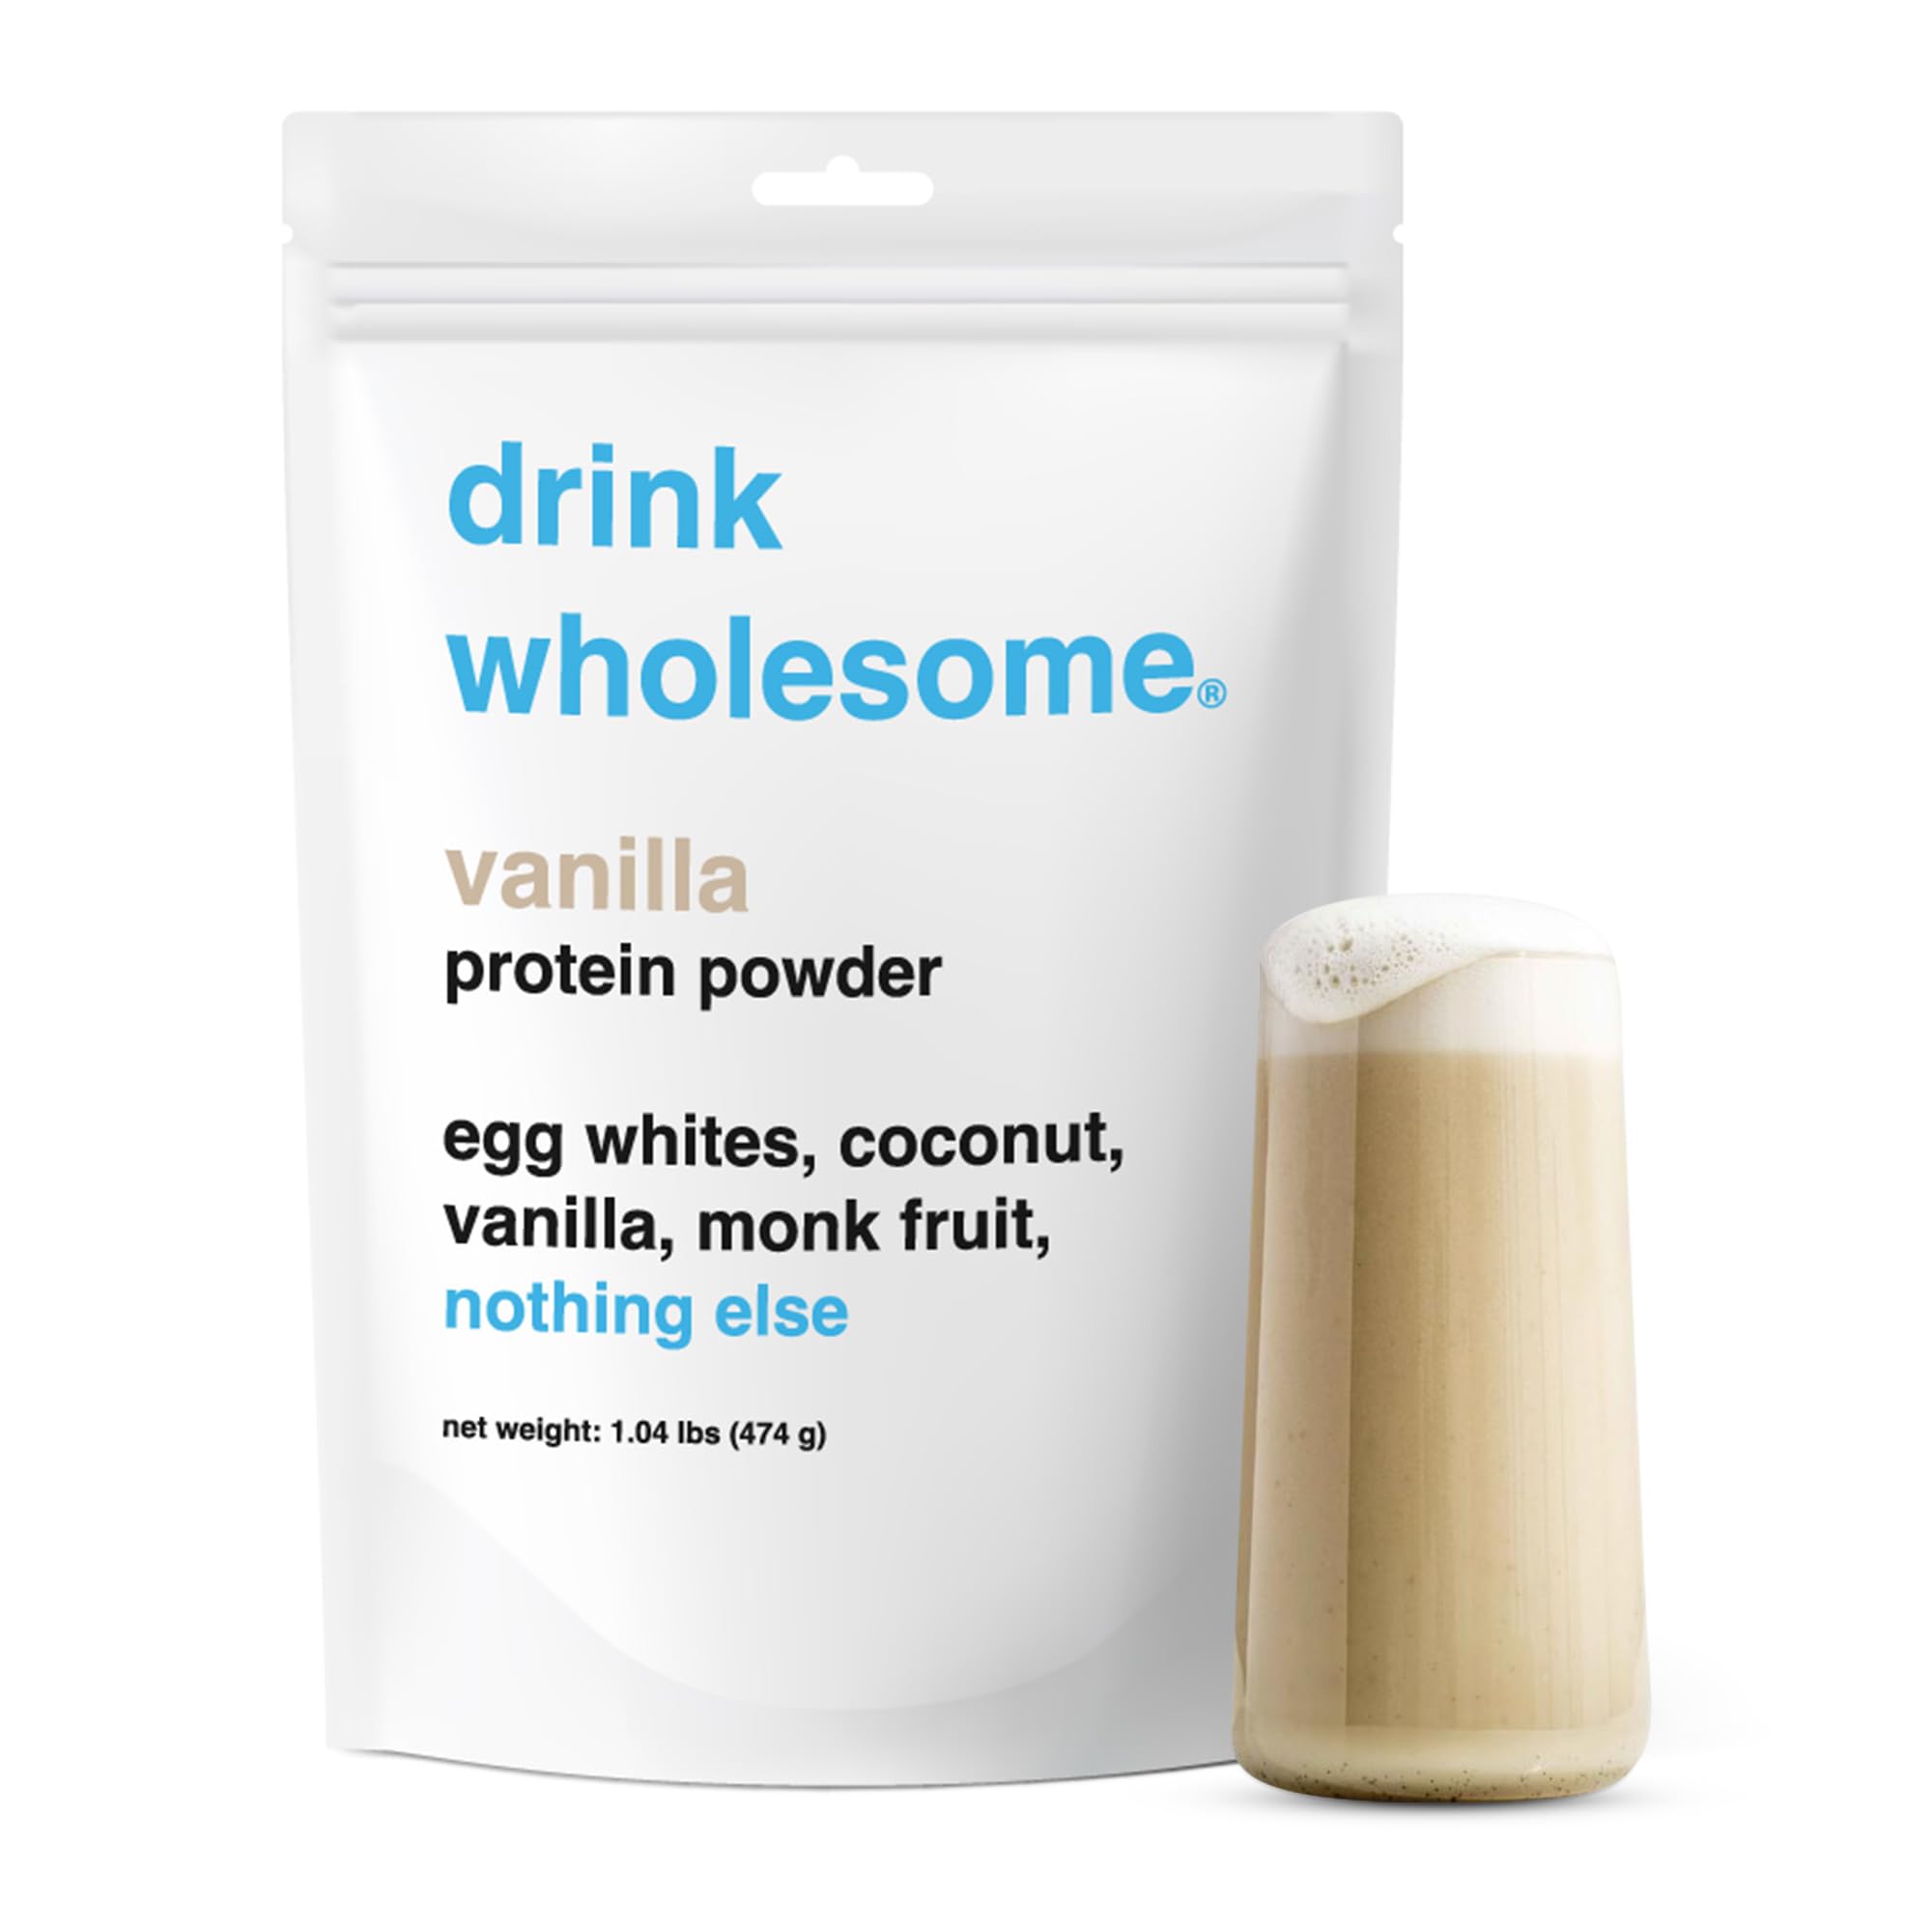 drink
wholesome®
vanilla
protein powder
egg whites, coconut,
vanilla, monk fruit,
nothing else
net weight: 1.04 lbs (474 g)